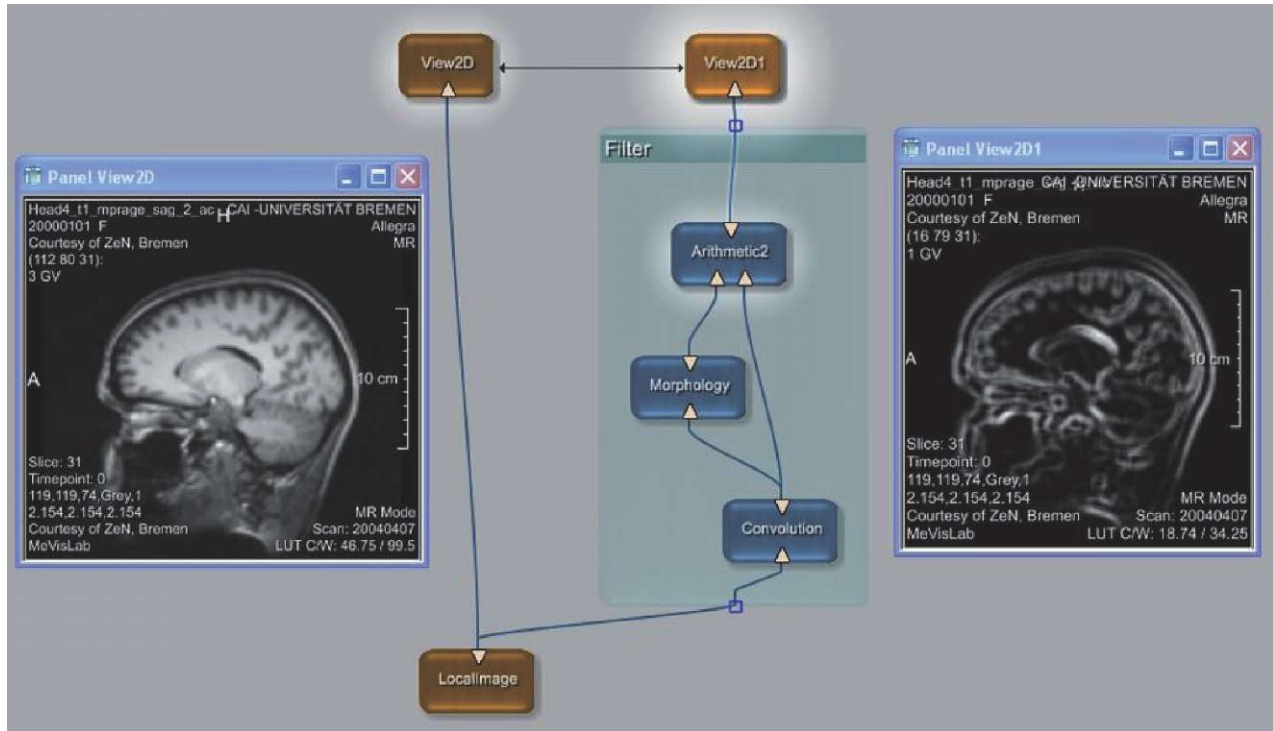 View2D
View2D1
Filter
Arithmetic2
Morphology
Convolution
LocalImage
Panel View2D
Head4_t1_mprage_sag_2_ac CAI -UNIVERSITÄT BREMEN
H
20000101 F Allegra
Courtesy of ZeN, Bremen MR
(112 80 31):
3 GV
A
10 cm
Slice: 31
Timepoint: 0
119,119,74,Grey,1
2.154,2.154,2.154 MR Mode
Courtesy of ZeN, Bremen Scan: 20040407
MeVisLab LUT C/W: 46.75 / 99.5
Panel View2D1
Head4_t1_mprage BREMEN
20000101 F Allegra
Courtesy of ZeN, Bremen MR
(16 79 31):
1 GV
A
10 cm
Slice: 31
Timepoint: 0
119,119,74,Grey,1
2.154,2.154,2.154 MR Mode
Courtesy of ZeN, Bremen Scan: 20040407
MeVisLab LUT C/W: 18.74 / 34.25